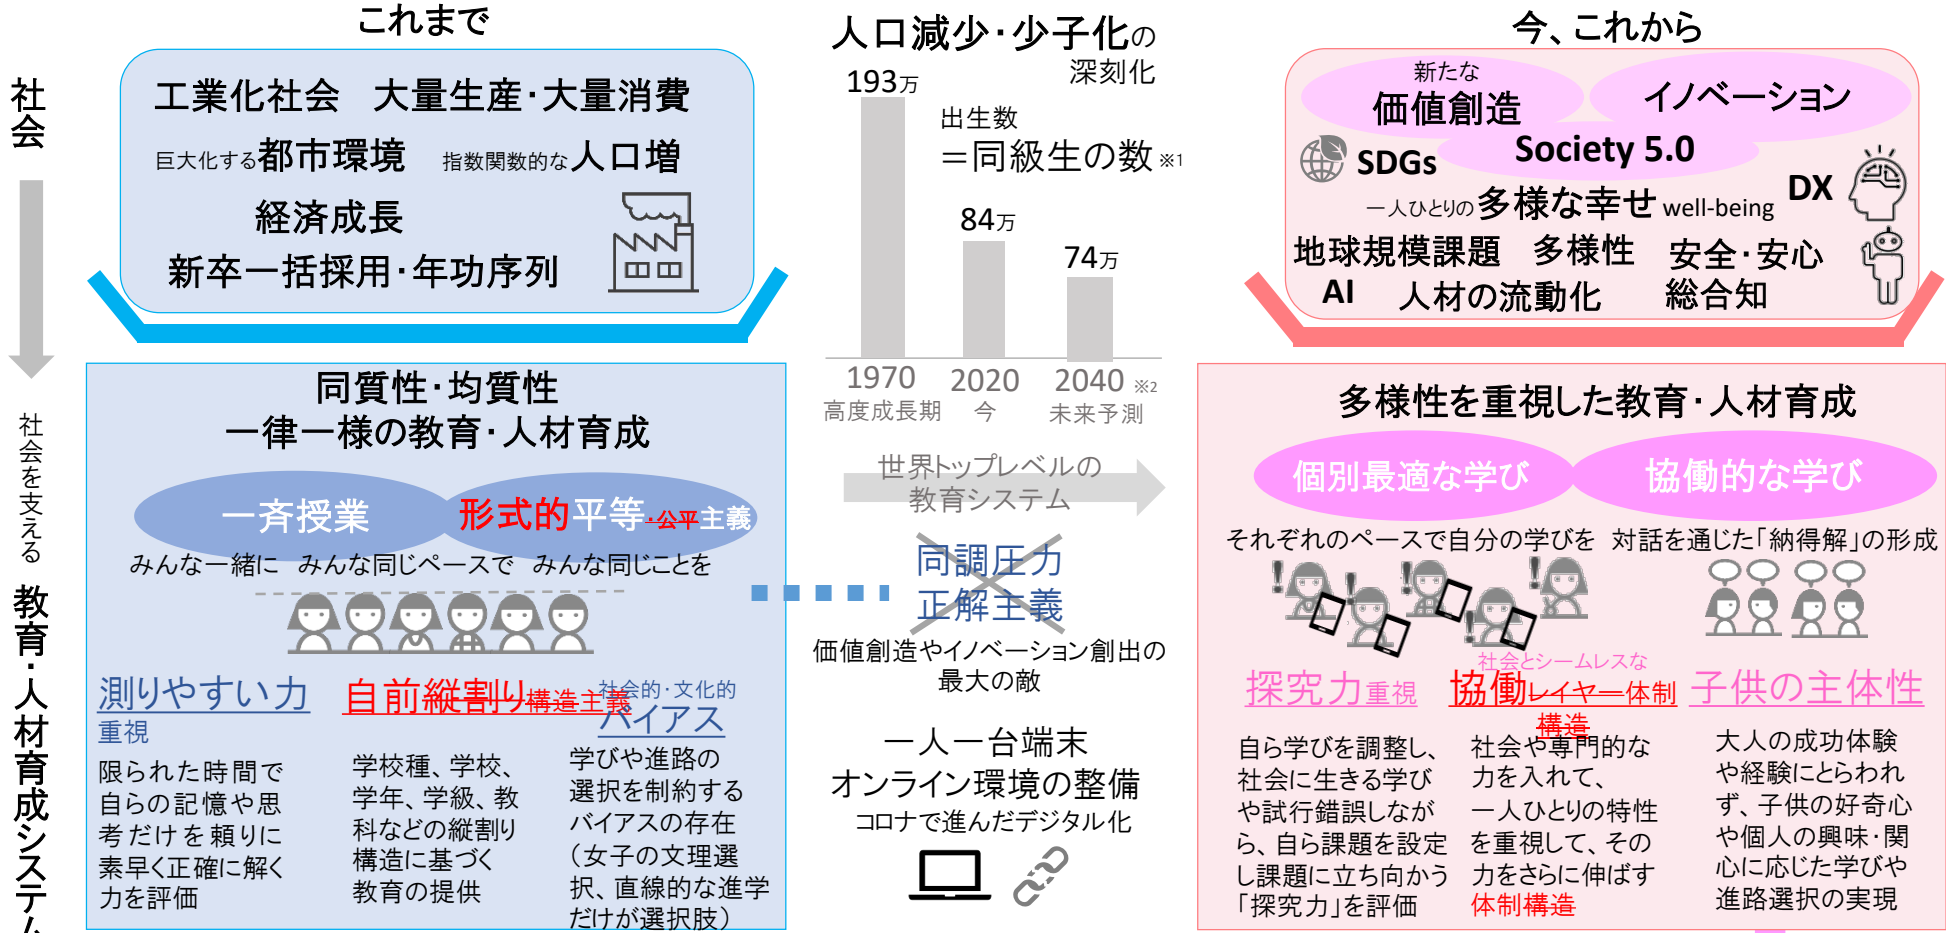 これまで
社会
工業化社会　大量生産・大量消費
巨大化する都市環境　指数関数的な人口増
経済成長
新卒一括採用・年功序列
人口減少・少子化の
深刻化
193万
出生数
＝同級生の数 ※1
84万
74万
1970 2020 2040 ※2
高度成長期 今 未来予測
今、これから
新たな
価値創造
イノベーション
Society 5.0
SDGs
DX
一人ひとりの多様な幸せ well-being
地球規模課題　多様性　安全・安心
AI　人材の流動化　総合知
社会を支える
教育・人材育成システム
同質性・均質性
一律一様の教育・人材育成
一斉授業
形式的平等・公平主義
みんな一緒に　みんな同じペースで　みんな同じことを
測りやすい力
重視
限られた時間で
自らの記憶や思
考だけを頼りに
素早く正確に解く
力を評価
自前縦割り構造主義
学校種、学校、
学年、学級、教
科などの縦割り
構造に基づく
教育の提供
社会的・文化的
バイアス
学びや進路の
選択を制約する
バイアスの存在
（女子の文理選
択、直線的な進学
だけが選択肢）
世界トップレベルの
教育システム
同調圧力
正解主義
価値創造やイノベーション創出の
最大の敵
一人一台端末
オンライン環境の整備
コロナで進んだデジタル化
多様性を重視した教育・人材育成
個別最適な学び
協働的な学び
それぞれのペースで自分の学びを
対話を通じた「納得解」の形成
探究力重視
自ら学びを調整し、
社会に生きる学び
や試行錯誤しなが
ら、自ら課題を設定
し課題に立ち向かう
「探究力」を評価
社会とシームレスな
協働レイヤー体制
構造
社会や専門的な
力を入れて、
一人ひとりの特性
を重視して、その
力をさらに伸ばす
体制構造
子供の主体性
大人の成功体験
や経験にとらわれ
ず、子供の好奇心
や個人の興味・関
心に応じた学びや
進路選択の実現